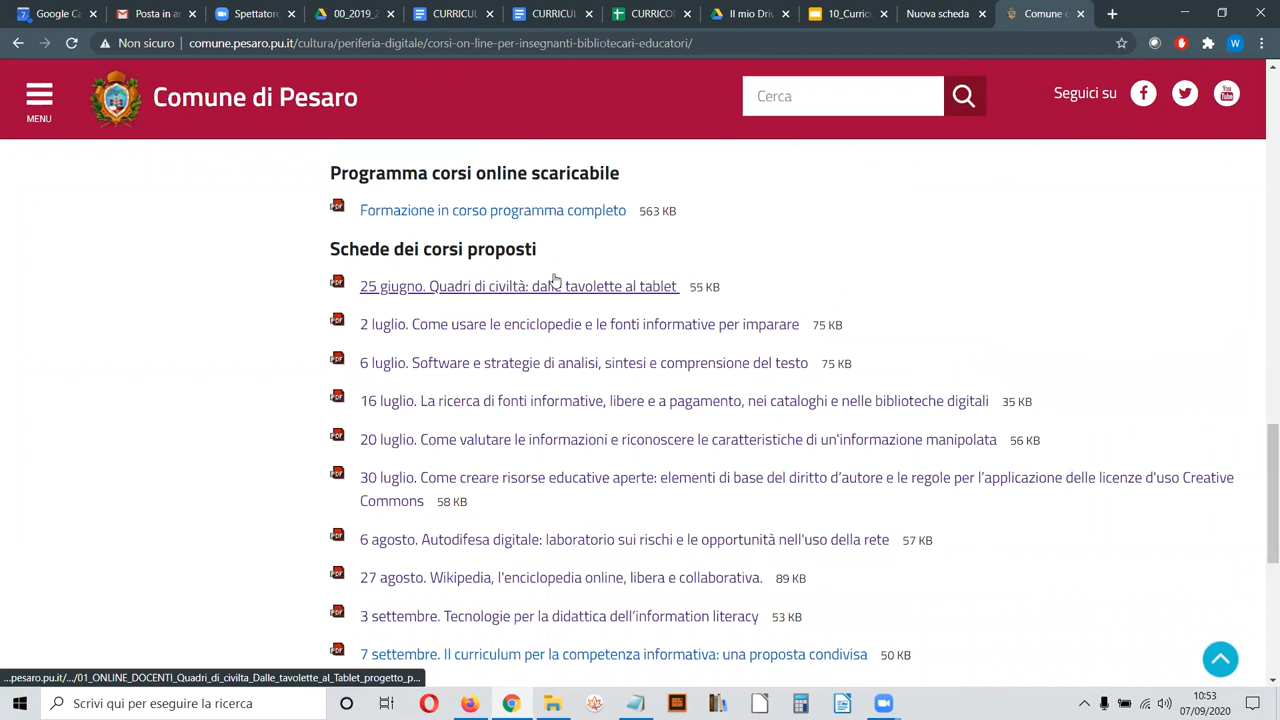 Google
Posta in a
Spettatore
00_2019_2
CURRICUL
CURRICUL
CURRICOL
Il mio Driv
10_Curric
Nuova scheda
Comune d
Non sicuro
comune.pesaro.pu.it/cultura/periferia-digitale/corsi-on-line-per-insegnanti-bibliotecari-educatori/
W
MENU
Comune di Pesaro
Cerca
Seguici su
Programma corsi online scaricabile
Formazione in corso programma completo 563 KB
Schede dei corsi proposti
25 giugno. Quadri di civiltà: dalle tavolette al tablet 55 KB
2 luglio. Come usare le enciclopedie e le fonti informative per imparare 75 KB
6 luglio. Software e strategie di analisi, sintesi e comprensione del testo 75 KB
16 luglio. La ricerca di fonti informative, libere e a pagamento, nei cataloghi e nelle biblioteche digitali 35 KB
20 luglio. Come valutare le informazioni e riconoscere le caratteristiche di un'informazione manipolata 56 KB
30 luglio. Come creare risorse educative aperte: elementi di base del diritto d'autore e le regole per l'applicazione delle licenze d'uso Creative
Commons 58 KB
6 agosto. Autodifesa digitale: laboratorio sui rischi e le opportunità nell'uso della rete 57 KB
27 agosto. Wikipedia, l'enciclopedia online, libera e collaborativa. 89 KB
3 settembre. Tecnologie per la didattica dell'information literacy 53 KB
7 settembre. Il curriculum per la competenza informativa: una proposta condivisa 50 KB
...pesaro.pu.it/.../01_ONLINE_DOCENTI_Quadri_di_civilta_Dalle_tavolette_al_Tablet_progetto_p...
Scrivi qui per eseguire la ricerca
10:53
07/09/2020